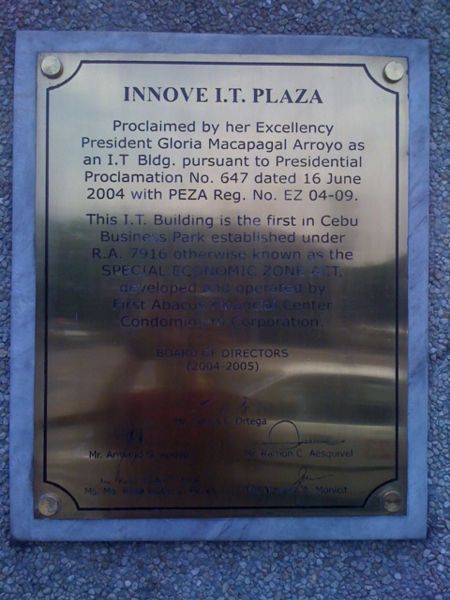 INNOVE I.T. PLAZA
Proclaimed by her Excellency
President Gloria Macapagal Arroyo as
an I.T Bldg. pursuant to Presidential
Proclamation No. 647 dated 16 June
2004 with PEZA Reg. No. EZ 04-09.
This I.T. Building is the first in Cebu
Business Park established under
R.A. 7916 otherwise known as the
SPECIAL ECONOMIC ZONE ACT,
developed and operated by
First Abacus Financial Center
Condominium Corporation.
BOARD OF DIRECTORS
(2004-2005)
Mr. Ortega
Mr. Mr. Ramon C. Aesquivel
Ms. Ma.